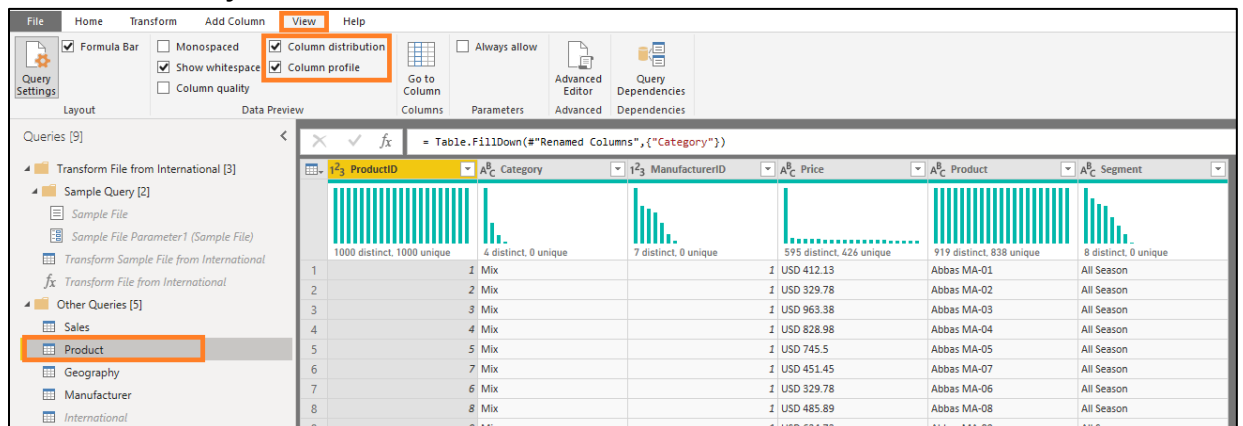 File Home Transform Add Column View Help
Formula Bar Monospaced Column distribution Always allow
Show whitespace Column profile
Query Settings Column quality Go to Column Advanced Editor Query Dependencies
Layout Data Preview Columns Parameters Advanced Dependencies
Queries [9] < fx = Table.FillDown(#"Renamed Columns",{"Category"})
Transform File from International [3]
Sample Query [2]
Sample File
Sample File Parameter1 (Sample File)
Transform Sample File from International
fx Transform File from International
Other Queries [5]
Sales
Product
Geography
Manufacturer
International
1²3 ProductID ABC Category 1²3 ManufacturerID ABC Price ABC Product ABC Segment
1000 distinct, 1000 unique 4 distinct, 0 unique 7 distinct, 0 unique 595 distinct, 426 unique 919 distinct, 838 unique 8 distinct, 0 unique
1 1 Mix 1 USD 412.13 Abbas MA-01 All Season
2 2 Mix 1 USD 329.78 Abbas MA-02 All Season
3 3 Mix 1 USD 963.38 Abbas MA-03 All Season
4 4 Mix 1 USD 828.98 Abbas MA-04 All Season
5 5 Mix 1 USD 745.5 Abbas MA-05 All Season
6 7 Mix 1 USD 451.45 Abbas MA-07 All Season
7 6 Mix 1 USD 329.78 Abbas MA-06 All Season
8 8 Mix 1 USD 485.89 Abbas MA-08 All Season